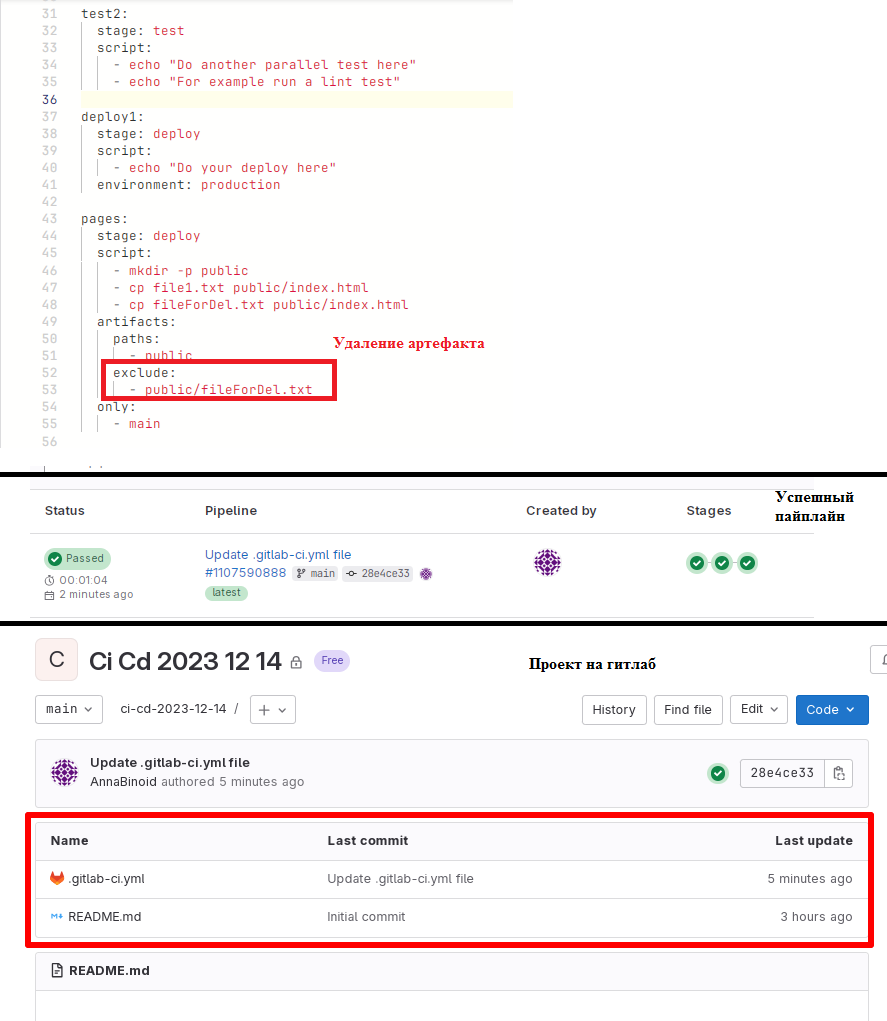 31 test2:
32 stage: test
33 script:
34 - echo "Do another parallel test here"
35 - echo "For example run a lint test"
36
37 deploy1:
38 stage: deploy
39 script:
40 - echo "Do your deploy here"
41 environment: production
42
43 pages:
44 stage: deploy
45 script:
46 - mkdir -p public
47 - cp file1.txt public/index.html
48 - cp fileForDel.txt public/index.html
49 artifacts:
50 paths:
Удаление артефакта
51 - public
52 exclude:
53 - public/fileForDel.txt
54 only:
55 - main
56
Status Pipeline Created by Stages
Успешный
пайплайн
Passed
00:01:04
2 minutes ago
Update .gitlab-ci.yml file
#1107590888 main 28e4ce33
latest
C Ci Cd 2023 12 14 Free
Проект на гитлаб
main ci-cd-2023-12-14 / + History Find file Edit Code
Update .gitlab-ci.yml file
AnnaBinoid authored 5 minutes ago
28e4ce33
Name Last commit Last update
.gitlab-ci.yml Update .gitlab-ci.yml file 5 minutes ago
README.md Initial commit 3 hours ago
README.md